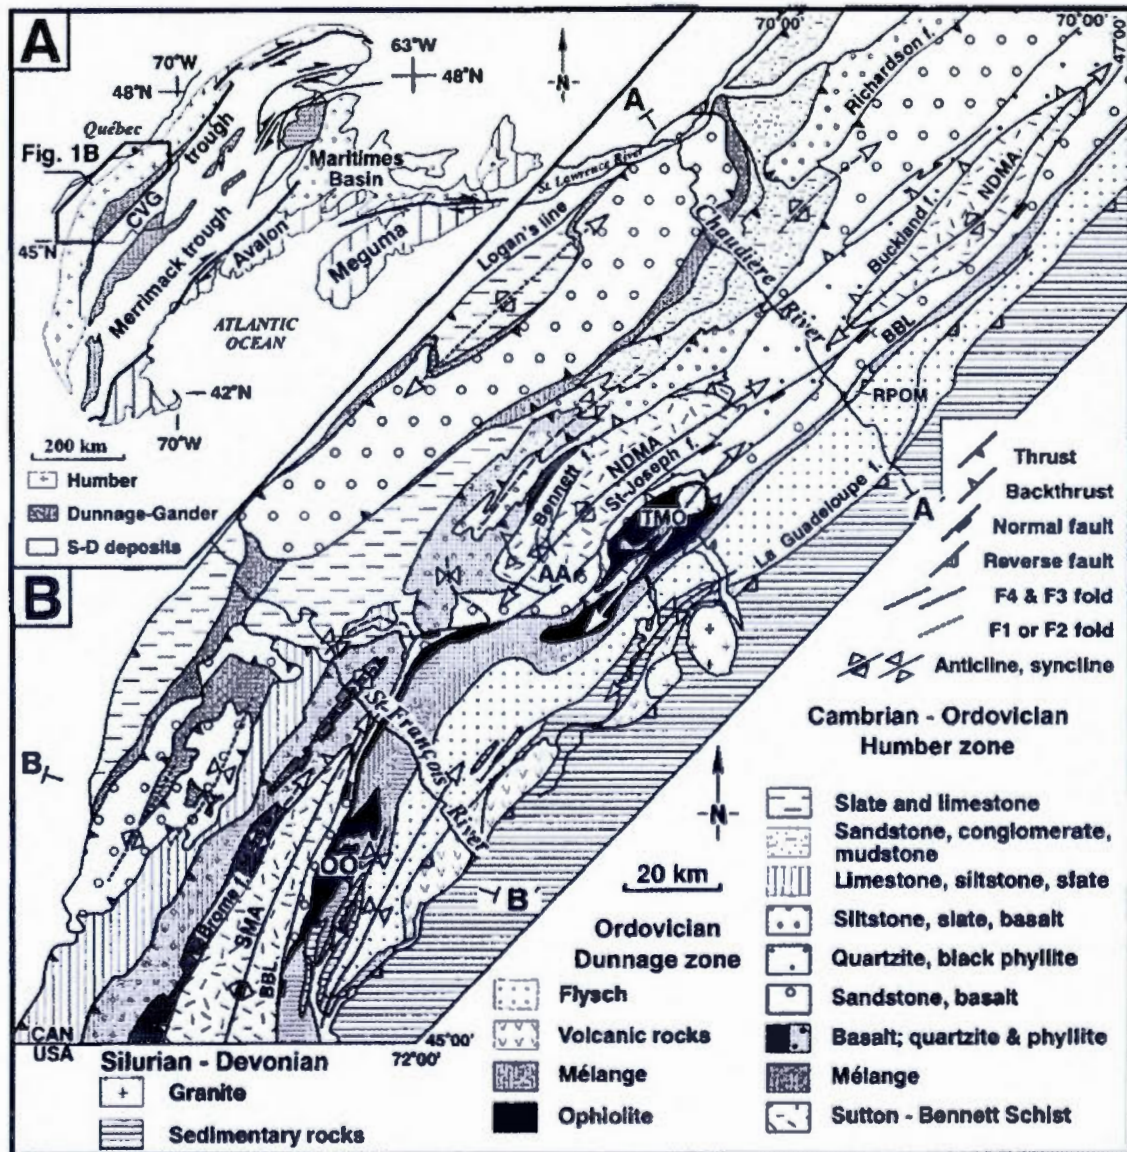 A
70°W
48°N
63°W
48°N
N
Québec
Fig. 1B
trough
Maritimes
Basin
CVG
45°N
Merrimack trough
Avalon
Meguma
ATLANTIC
OCEAN
42°N
70°W
200 km
Humber
Dunnage-Gander
S-D deposits
B
70°00'
70°00'
47°00'
A
Richardson f.
St. Lawrence River
Logan's line
Chaudière River
Buckland f.
NDMA
BBL
RPOM
Bennett f.
NDMA
St-Joseph f.
TMO
AA
La Guadeloupe f.
A
Thrust
Backthrust
Normal fault
Reverse fault
F4 & F3 fold
F1 or F2 fold
Anticline, syncline
B
St-François River
OO
Brome f.
SMA
BBL
B
N
20 km
CAN
USA
45°00'
72°00'
Cambrian - Ordovician
Humber zone
Slate and limestone
Sandstone, conglomerate,
mudstone
Limestone, siltstone, slate
Siltstone, slate, basalt
Quartzite, black phyllite
Sandstone, basalt
Basalt; quartzite & phyllite
Mélange
Sutton - Bennett Schist
Ordovician
Dunnage zone
Flysch
Volcanic rocks
Mélange
Ophiolite
Silurian - Devonian
Granite
Sedimentary rocks